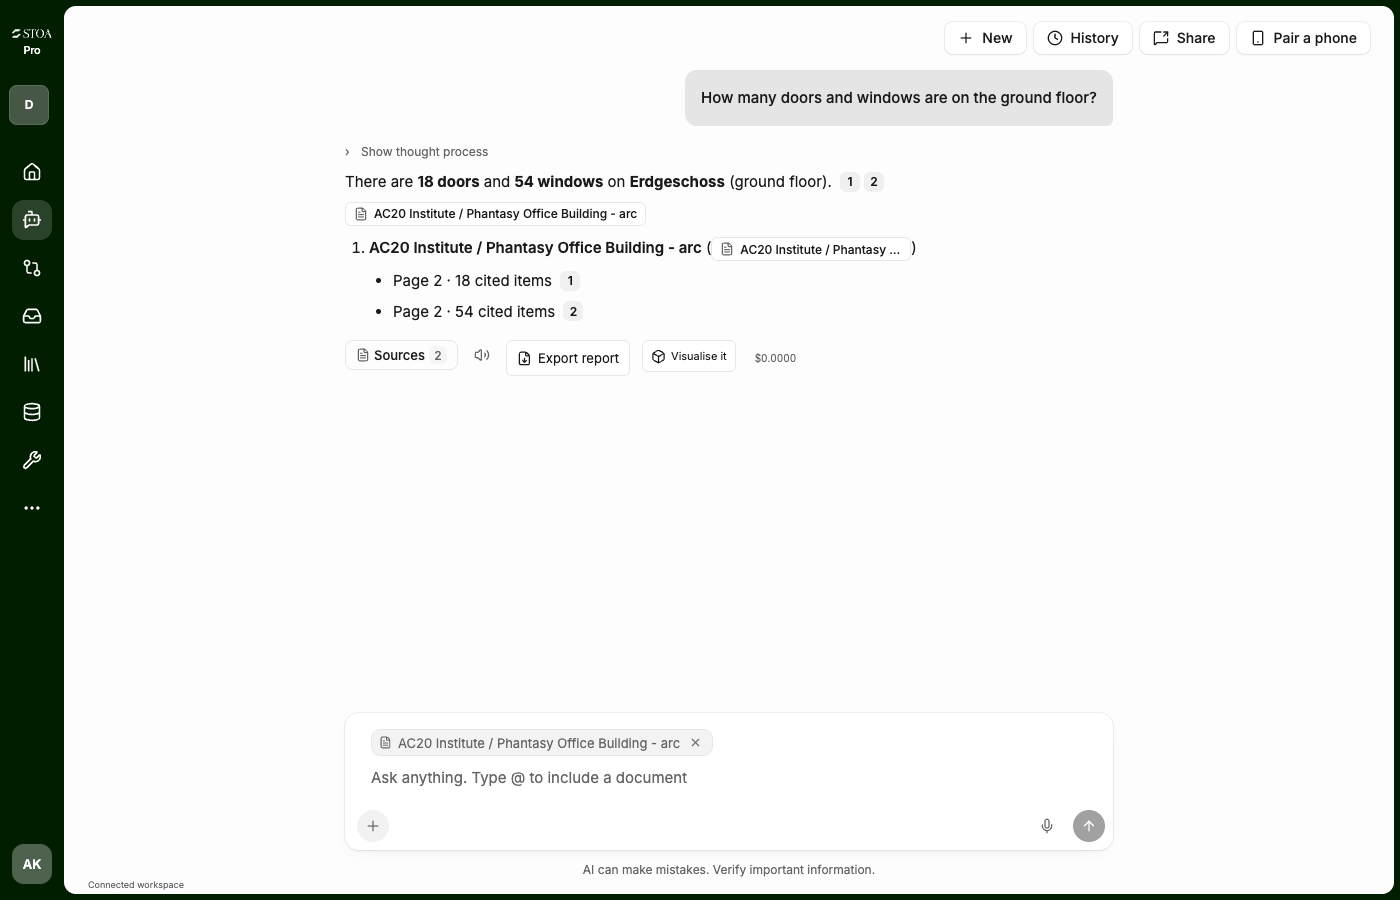 STOA
Pro
D
New
History
Share
Pair a phone
How many doors and windows are on the ground floor?
Show thought process
There are 18 doors and 54 windows on Erdgeschoss (ground floor). 1 2
AC20 Institute / Phantasy Office Building - arc
1. AC20 Institute / Phantasy Office Building - arc ( AC20 Institute / Phantasy ... )
• Page 2 · 18 cited items 1
• Page 2 · 54 cited items 2
Sources 2
Export report
Visualise it
$0.0000
AC20 Institute / Phantasy Office Building - arc
Ask anything. Type @ to include a document
AI can make mistakes. Verify important information.
AK
Connected workspace